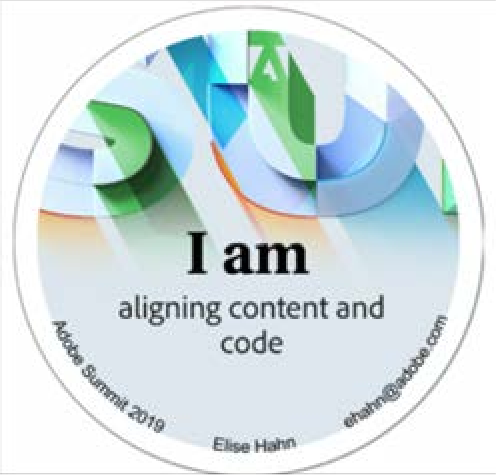 I am
aligning content and
code
Adobe Summit 2019
Elise Hahn
ehahn@adobe.com